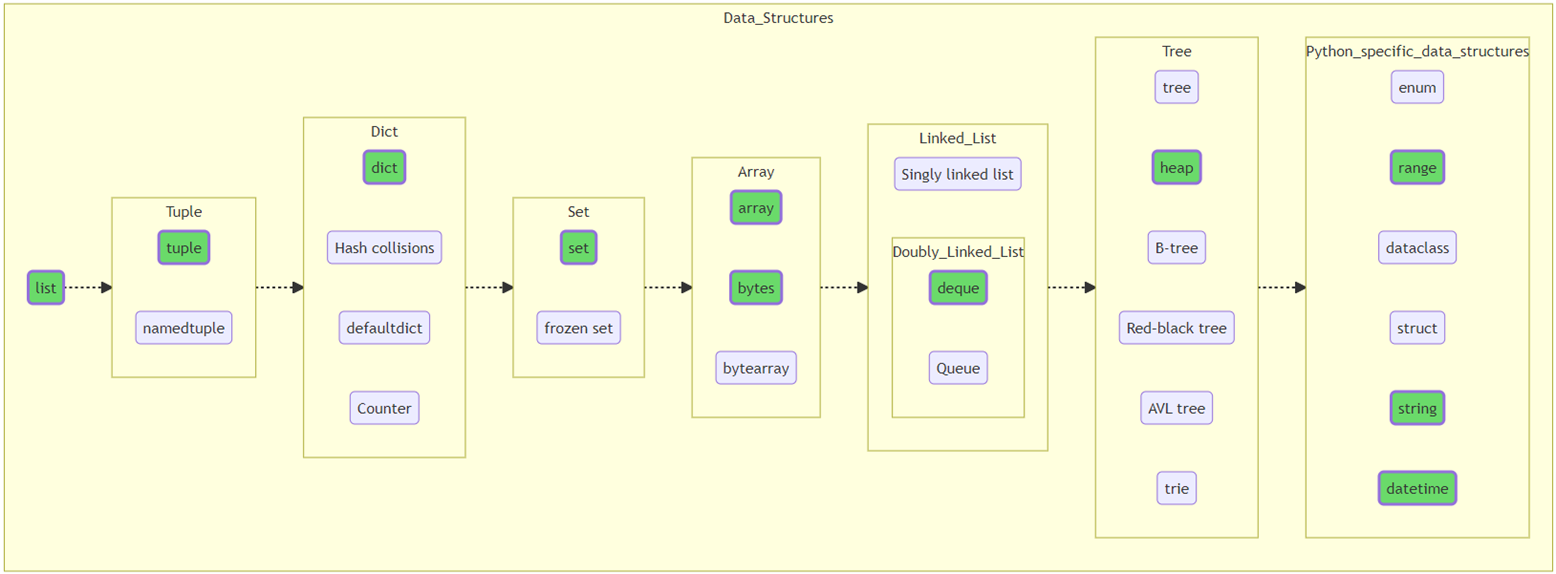 Data_Structures
list
Tuple
tuple
namedtuple
Dict
dict
Hash collisions
defaultdict
Counter
Set
set
frozen set
Array
array
bytes
bytearray
Linked_List
Singly linked list
Doubly_Linked_List
deque
Queue
Tree
tree
heap
B-tree
Red-black tree
AVL tree
trie
Python_specific_data_structures
enum
range
dataclass
struct
string
datetime